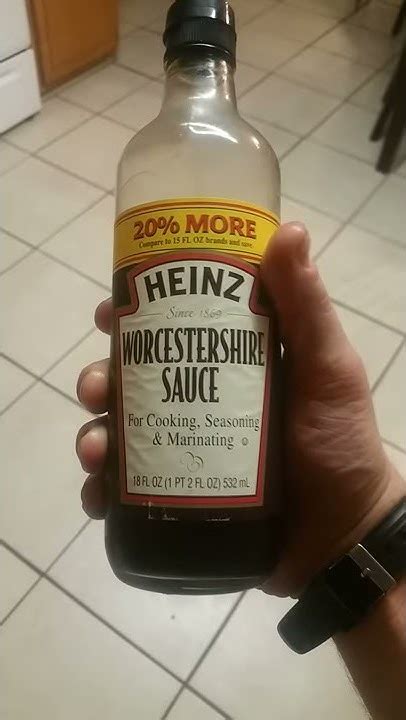 20% MORE
Compare to 15 FL OZ brands and save.
HEINZ
Since 1869
WORCESTERSHIRE
SAUCE
For Cooking, Seasoning
& Marinating
18 FL OZ (1 PT 2 FL OZ) 532 mL